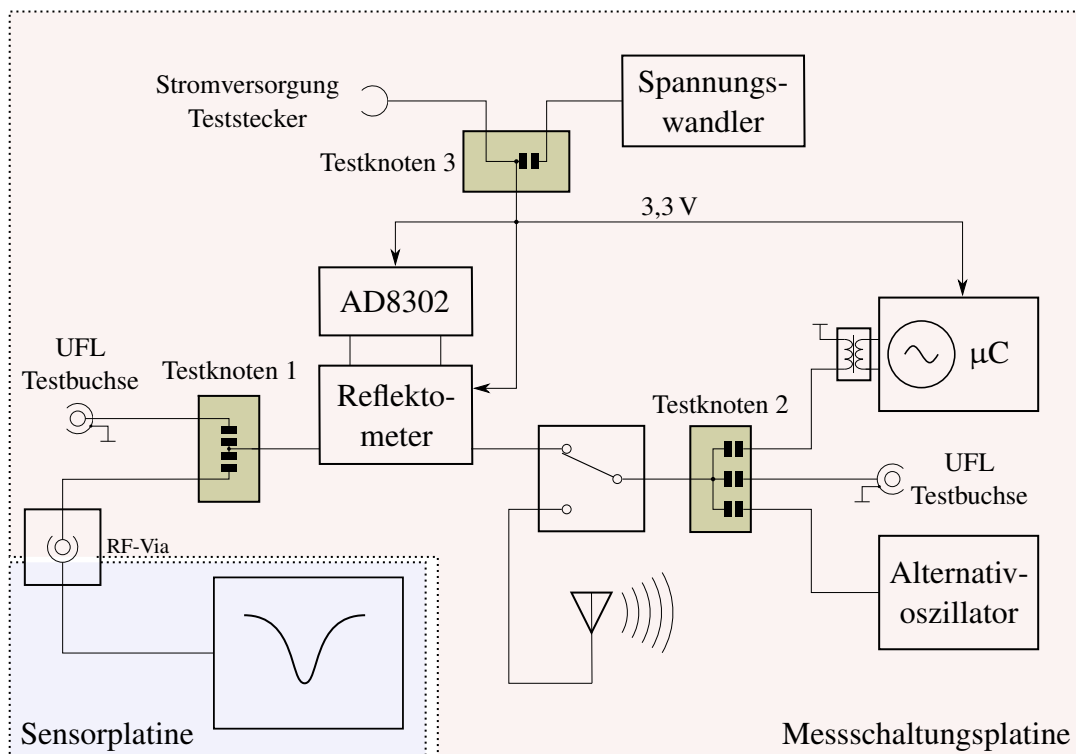 Stromversorgung
Teststecker
Spannungs-
wandler
Testknoten 3
3,3 V
AD8302
µC
UFL
Testbuchse
Testknoten 1
Reflekto-
meter
Testknoten 2
UFL
Testbuchse
RF-Via
Alternativ-
oszillator
Sensorplatine
Messschaltungsplatine